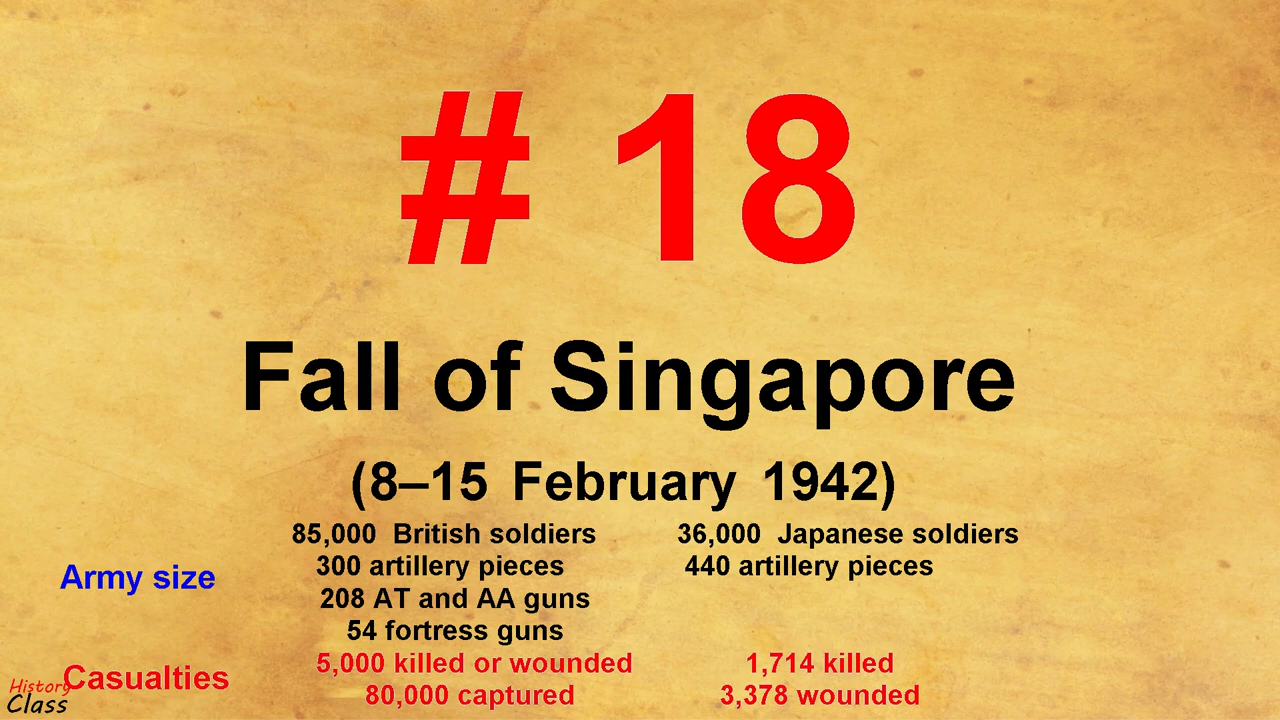 # 18
Fall of Singapore
(8–15 February 1942)
85,000 British soldiers 36,000 Japanese soldiers
300 artillery pieces 440 artillery pieces
Army size
208 AT and AA guns
54 fortress guns
5,000 killed or wounded 1,714 killed
Casualties
80,000 captured 3,378 wounded
History
Class